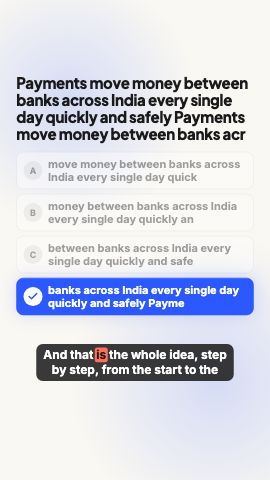 Payments move money between
banks across India every single
day quickly and safely Payments
move money between banks acr
A
move money between banks across
India every single day quick
B
money between banks across India
every single day quickly an
C
between banks across India every
single day quickly and safe
banks across India every single day
quickly and safely Payme
And that is the whole idea, step
by step, from the start to the